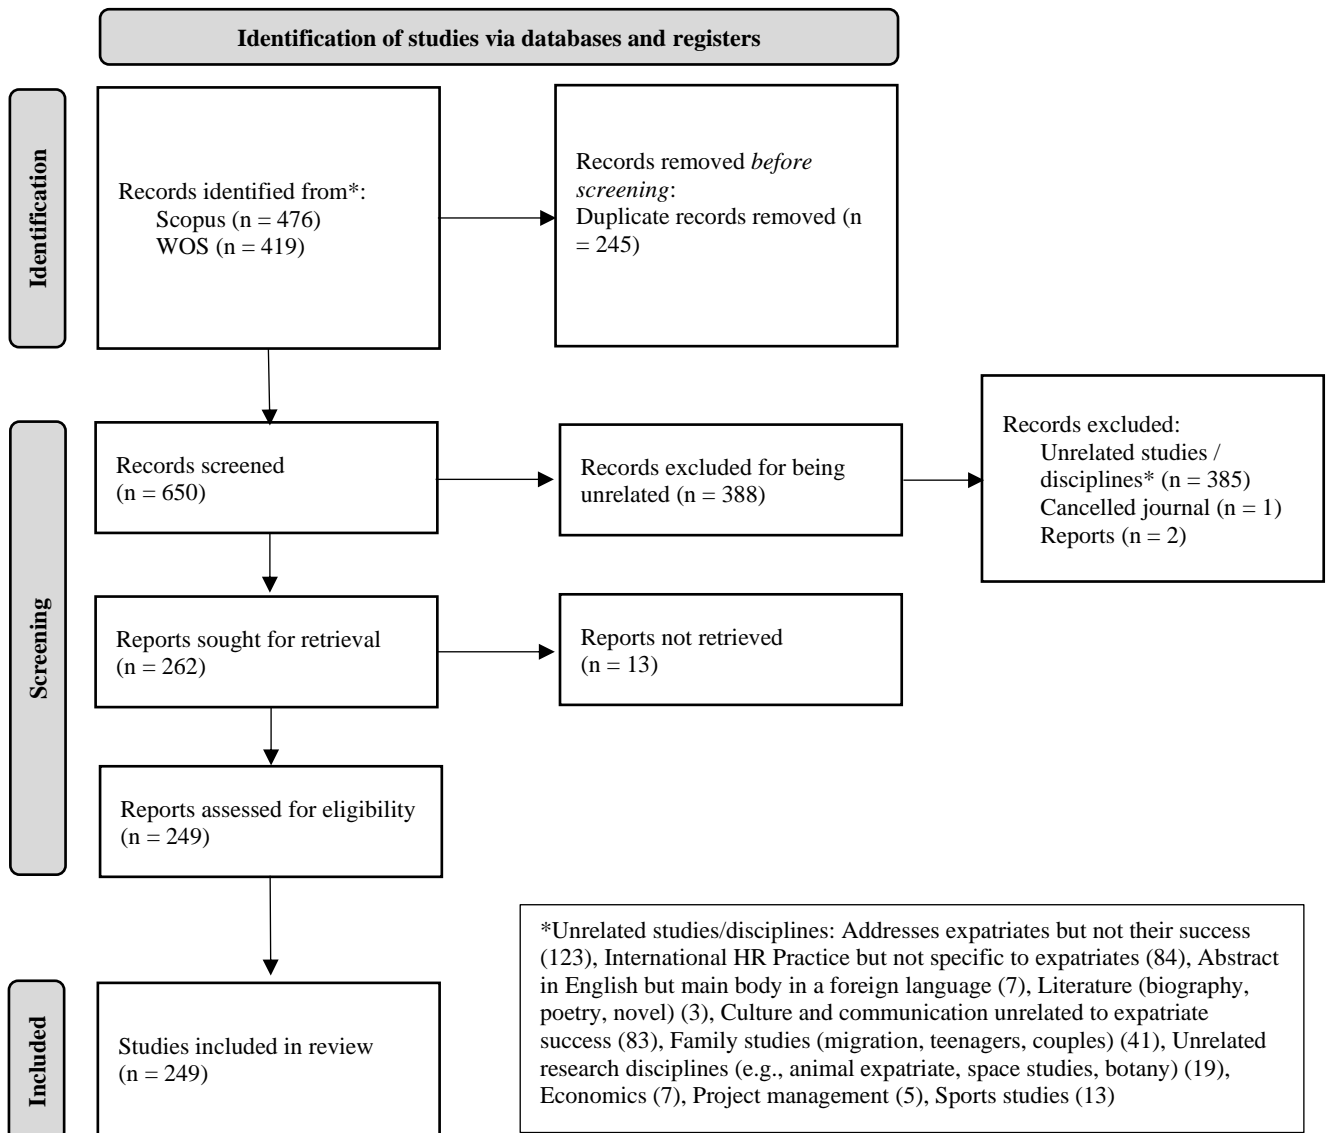 Identification of studies via databases and registers
Identification
Records identified from*:
Scopus (n = 476)
WOS (n = 419)
Records removed before
screening:
Duplicate records removed (n
= 245)
Screening
Records screened
(n = 650)
Records excluded for being
unrelated (n = 388)
Records excluded:
Unrelated studies /
disciplines* (n = 385)
Cancelled journal (n = 1)
Reports (n = 2)
Reports sought for retrieval
(n = 262)
Reports not retrieved
(n = 13)
Reports assessed for eligibility
(n = 249)
Included
Studies included in review
(n = 249)
*Unrelated studies/disciplines: Addresses expatriates but not their success
(123), International HR Practice but not specific to expatriates (84), Abstract
in English but main body in a foreign language (7), Literature (biography,
poetry, novel) (3), Culture and communication unrelated to expatriate
success (83), Family studies (migration, teenagers, couples) (41), Unrelated
research disciplines (e.g., animal expatriate, space studies, botany) (19),
Economics (7), Project management (5), Sports studies (13)